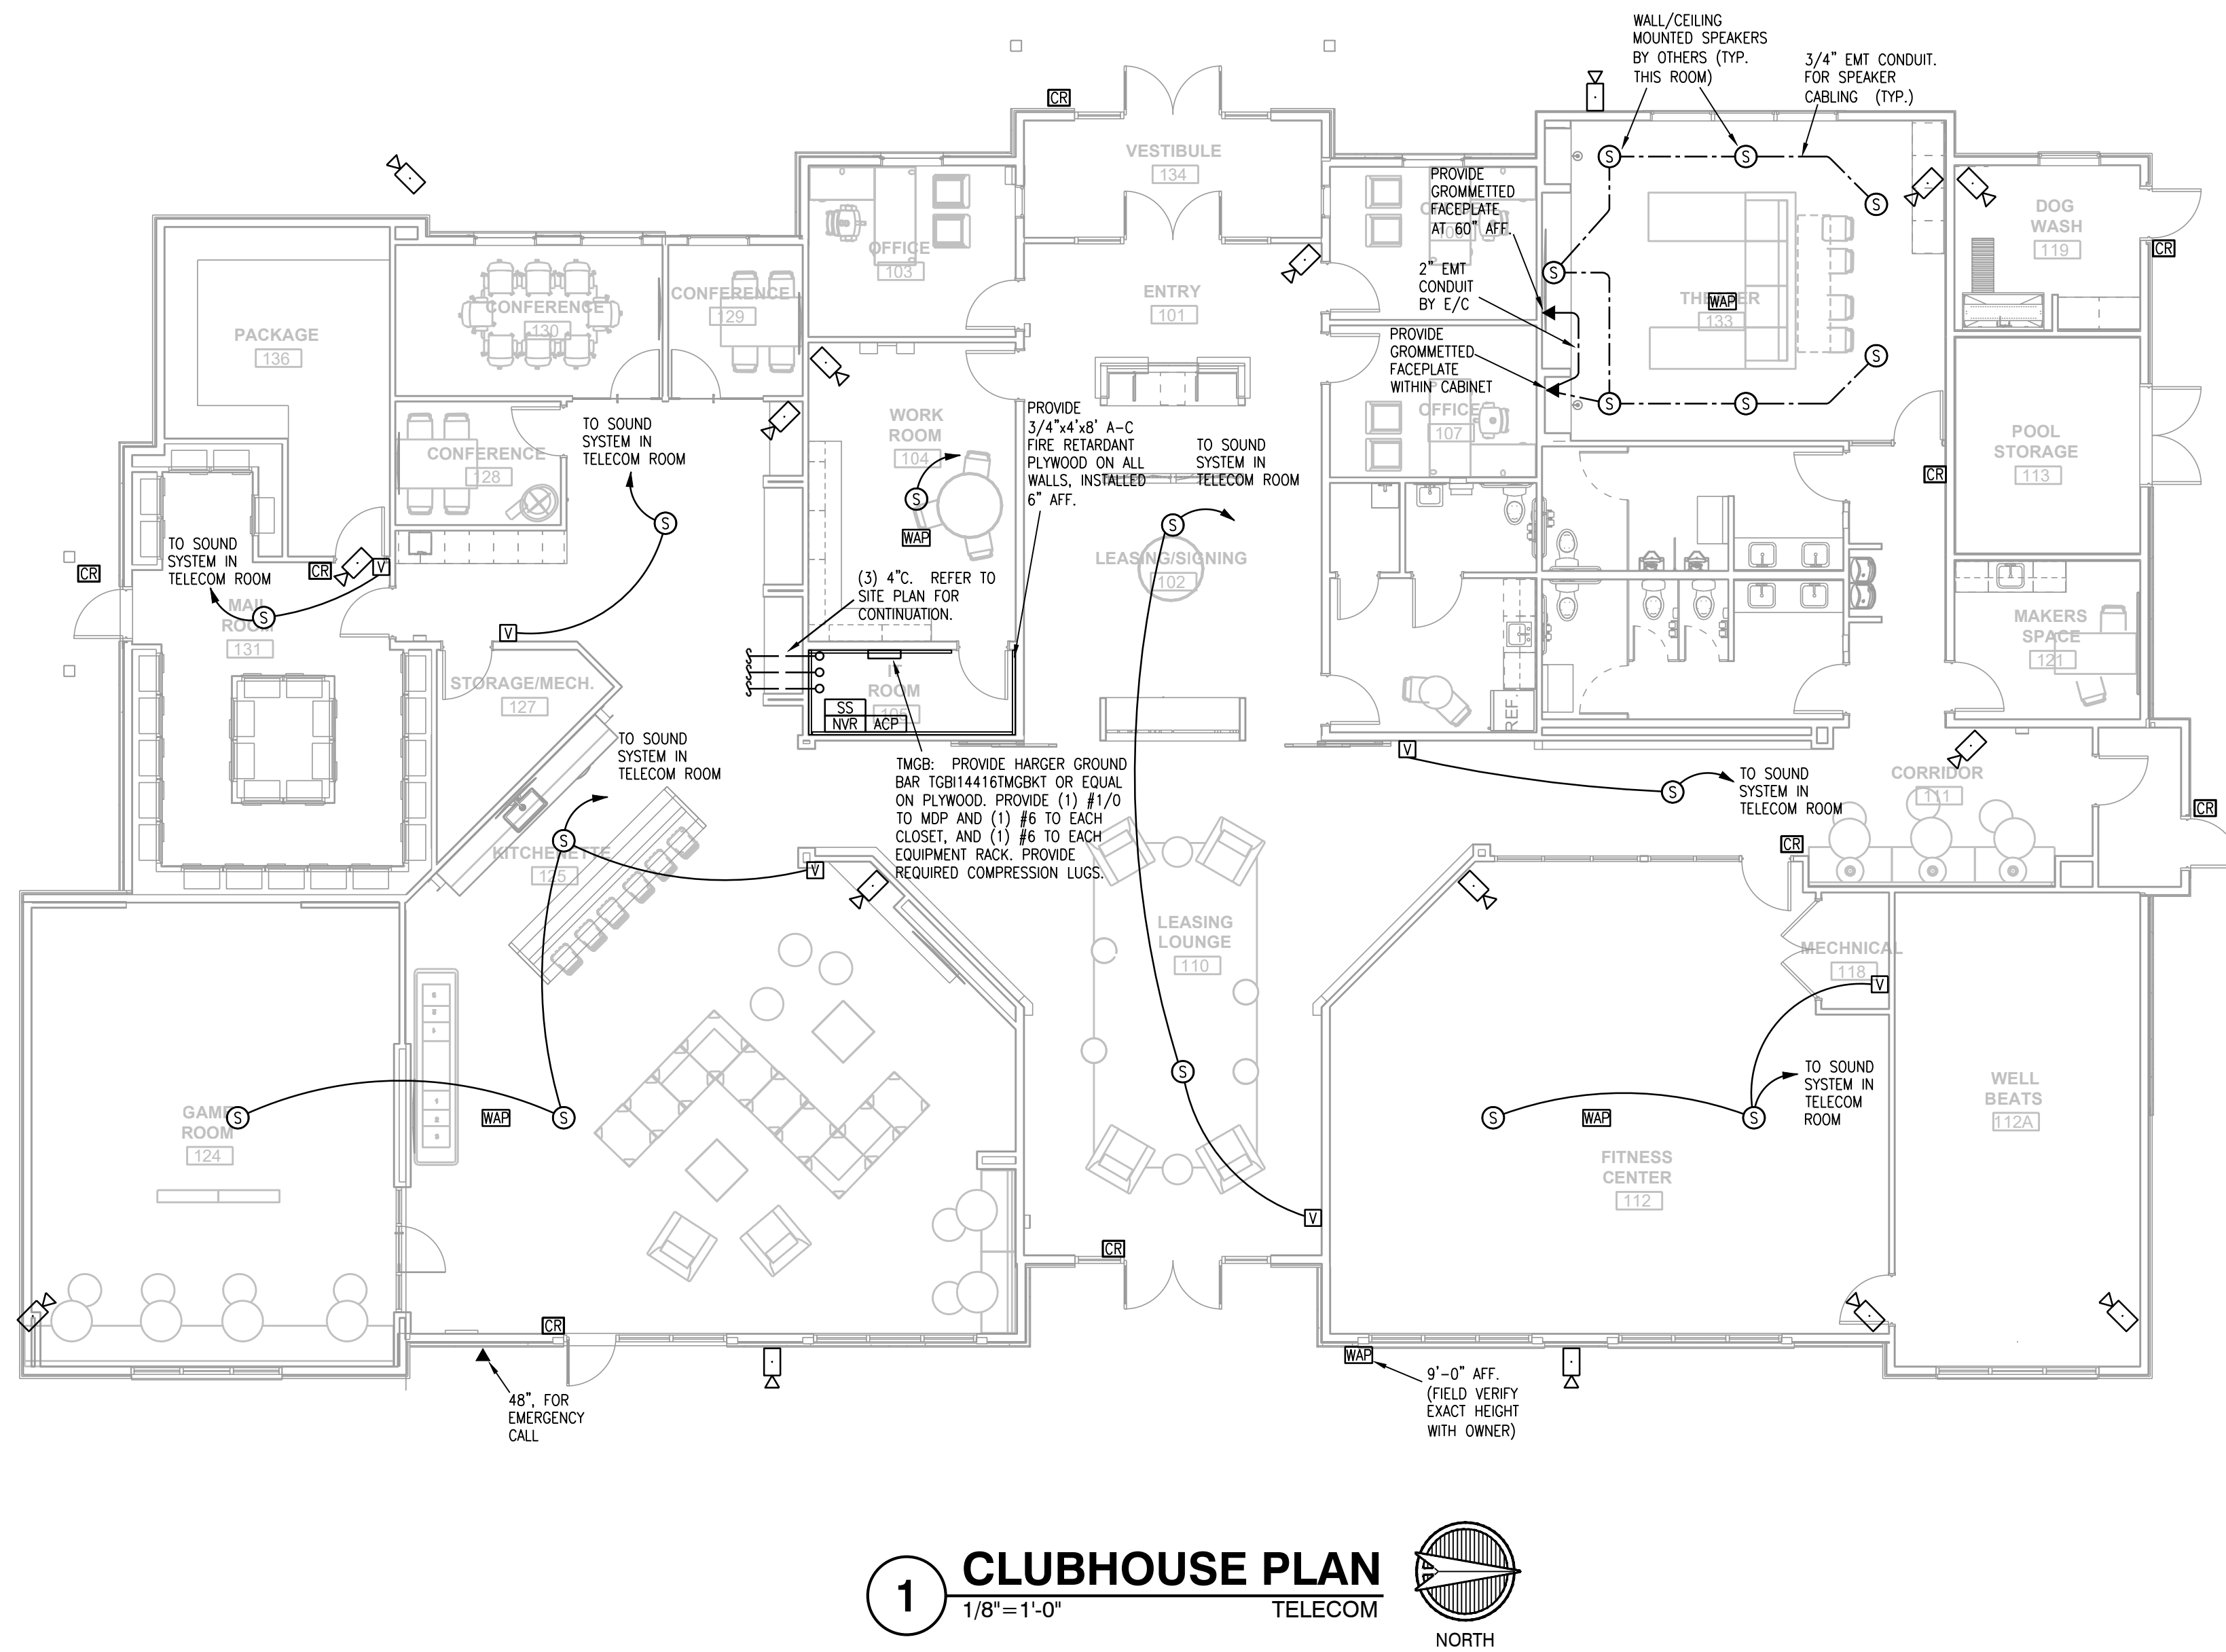 WALL/CEILING
MOUNTED SPEAKERS
BY OTHERS (TYP.
THIS ROOM)
3/4" EMT CONDUIT.
FOR SPEAKER
CABLING (TYP.)
CR
VESTIBULE
134
PROVIDE
GROMMETTED
FACEPLATE
AT 60" AFF.
S
S
S
S
S
S
S
S
2" EMT
CONDUIT
BY E/C
PROVIDE
GROMMETTED
FACEPLATE
WITHIN CABINET
WAP
THEATER
133
DOG
WASH
119
CR
OFFICE
103
ENTRY
101
OFFICE
107
PACKAGE
136
CONFERENCE
130
CONFERENCE
129
CONFERENCE
128
TO SOUND
SYSTEM IN
TELECOM ROOM
S
V
WORK
ROOM
104
S
WAP
PROVIDE
3/4"x4'x8' A-C
FIRE RETARDANT
PLYWOOD ON ALL
WALLS, INSTALLED
6" AFF.
TO SOUND
SYSTEM IN
TELECOM ROOM
S
LEASING/SIGNING
102
POOL
STORAGE
113
CR
TO SOUND
SYSTEM IN
TELECOM ROOM
CR
CR
V
S
MAIL
ROOM
131
(3) 4"C. REFER TO
SITE PLAN FOR
CONTINUATION.
MAKERS
SPACE
121
STORAGE/MECH.
127
IT
ROOM
105
SS
NVR
ACP
REF.
TO SOUND
SYSTEM IN
TELECOM ROOM
TMGB: PROVIDE HARGER GROUND
BAR TGBI14416TMGBKT OR EQUAL
ON PLYWOOD. PROVIDE (1) #1/0
TO MDP AND (1) #6 TO EACH
CLOSET, AND (1) #6 TO EACH
EQUIPMENT RACK. PROVIDE
REQUIRED COMPRESSION LUGS.
V
S
TO SOUND
SYSTEM IN
TELECOM ROOM
CORRIDOR
111
CR
CR
S
KITCHENETTE
125
V
LEASING
LOUNGE
110
MECHNICAL
118
V
S
TO SOUND
SYSTEM IN
TELECOM
ROOM
WELL
BEATS
112A
GAME
ROOM
124
S
WAP
S
S
WAP
S
FITNESS
CENTER
112
V
CR
CR
WAP
48", FOR
EMERGENCY
CALL
9'-0" AFF.
(FIELD VERIFY
EXACT HEIGHT
WITH OWNER)
1
CLUBHOUSE PLAN
1/8"=1'-0"
TELECOM
NORTH